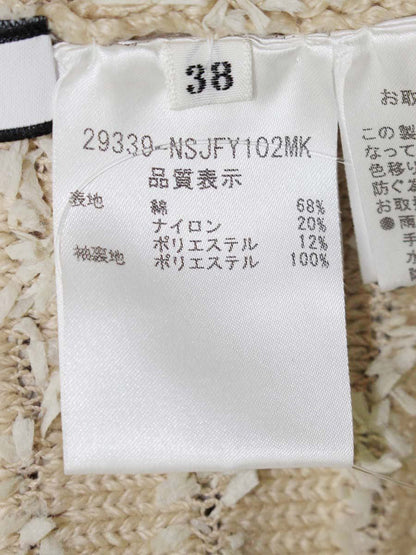 38
29339-NSJFY102MK
品質表示
表地 綿 68%
ナイロン 20%
ポリエステル 12%
袖裏地 ポリエステル 100%
お取
この製
なって
色移り
防ぐた
お取扱